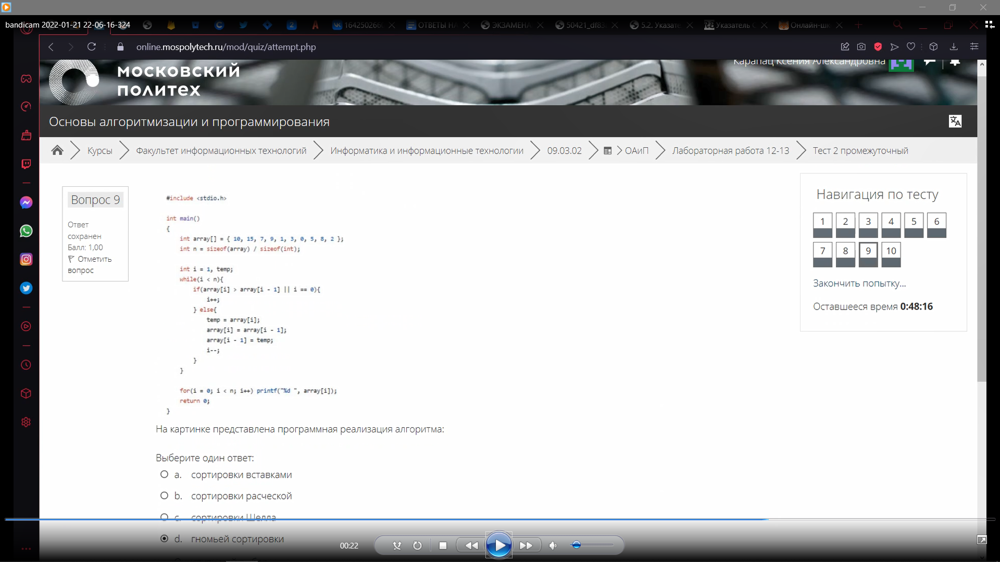 bandicam 2022-01-21 22-06-16-324
164250266
ОТВЕТЫ НА
ЭКЗАМЕНА
50421_df83
5.2. Указате
Указатель С
Онлайн-шк
online.mospolytech.ru/mod/quiz/attempt.php
Карапац Ксения Александровна
МОСКОВСКИЙ
ПОЛИТЕХ
Основы алгоритмизации и программирования
Курсы
Факультет информационных технологий
Информатика и информационные технологии
09.03.02
ОАиП
Лабораторная работа 12-13
Тест 2 промежуточный
Вопрос 9
Ответ
сохранен
Балл: 1,00
Отметить
вопрос
#include <stdio.h>
int main()
{
int array[] = { 10, 15, 7, 9, 1, 3, 0, 5, 8, 2 };
int n = sizeof(array) / sizeof(int);
int i = 1, temp;
while(i < n){
if(array[i] > array[i - 1] || i == 0){
i++;
} else{
temp = array[i];
array[i] = array[i - 1];
array[i - 1] = temp;
i--;
}
}
for(i = 0; i < n; i++) printf("%d ", array[i]);
return 0;
}
На картинке представлена программная реализация алгоритма:
Выберите один ответ:
a. сортировки вставками
b. сортировки расческой
c. сортировки Шелла
d. гномьей сортировки
Навигация по тесту
1 2 3 4 5 6
7 8 9 10
Закончить попытку...
Оставшееся время 0:48:16
00:22